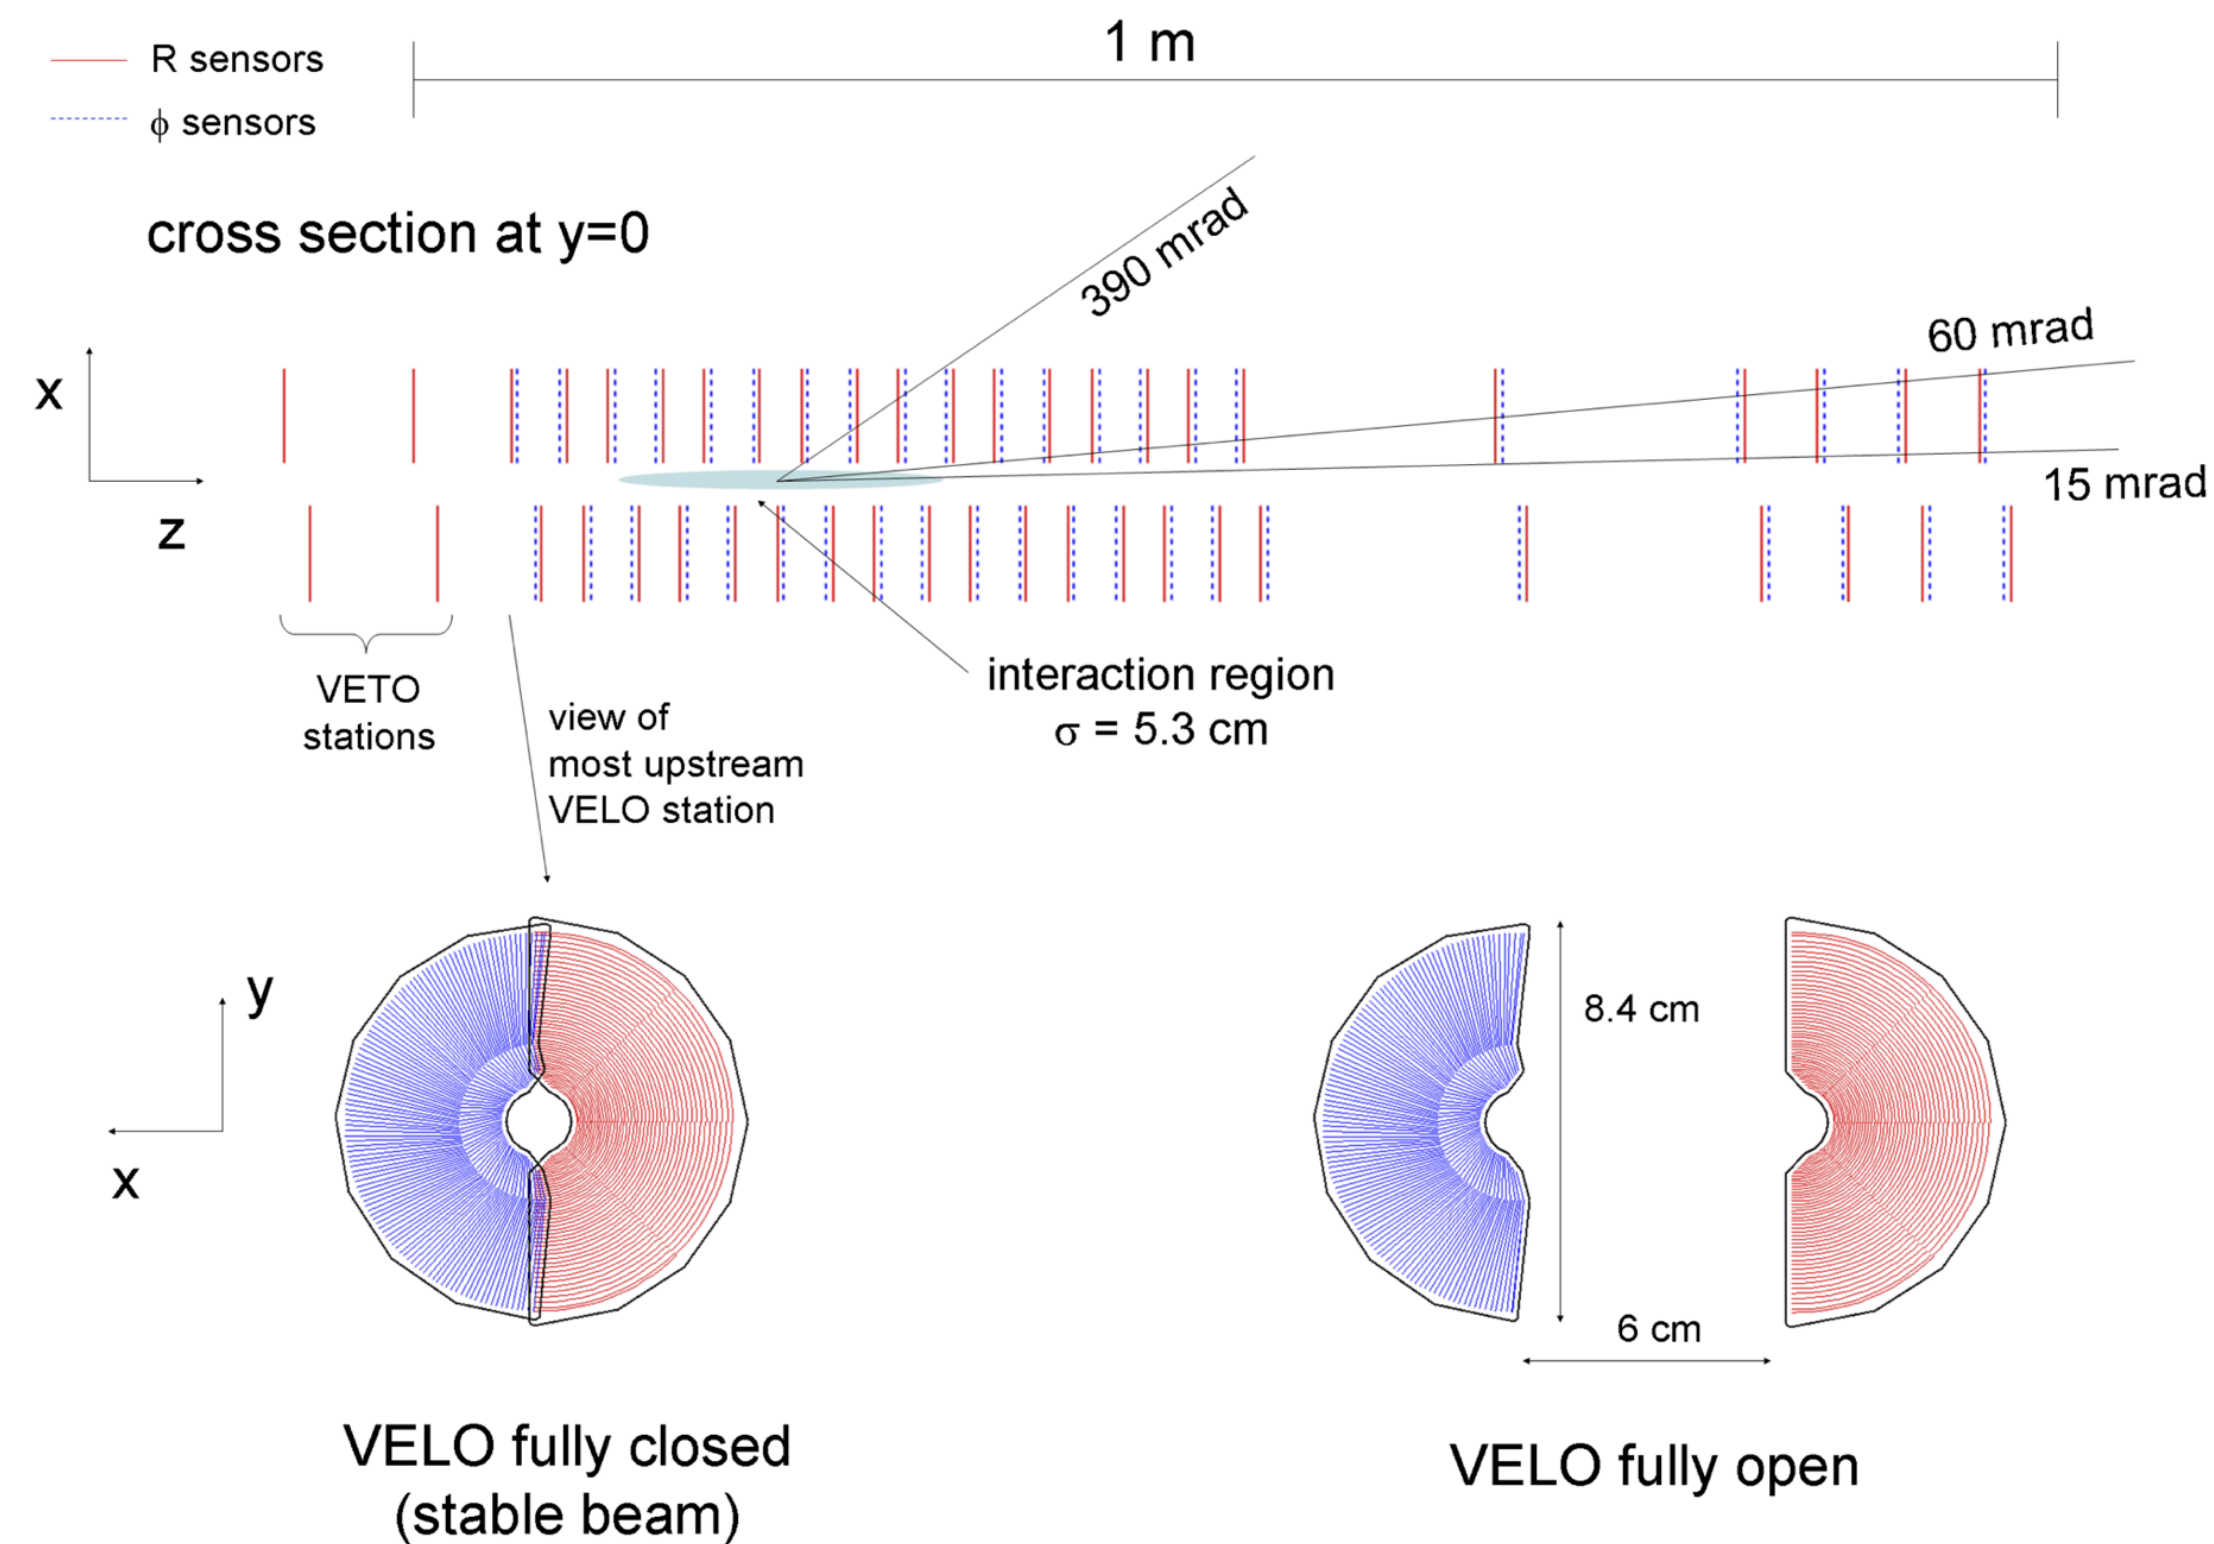 1 m
R sensors
ϕ sensors
cross section at y=0
390 mrad
60 mrad
15 mrad
x
z
VETO
stations
interaction region
σ = 5.3 cm
view of
most upstream
VELO station
y
x
8.4 cm
6 cm
VELO fully closed
(stable beam)
VELO fully open